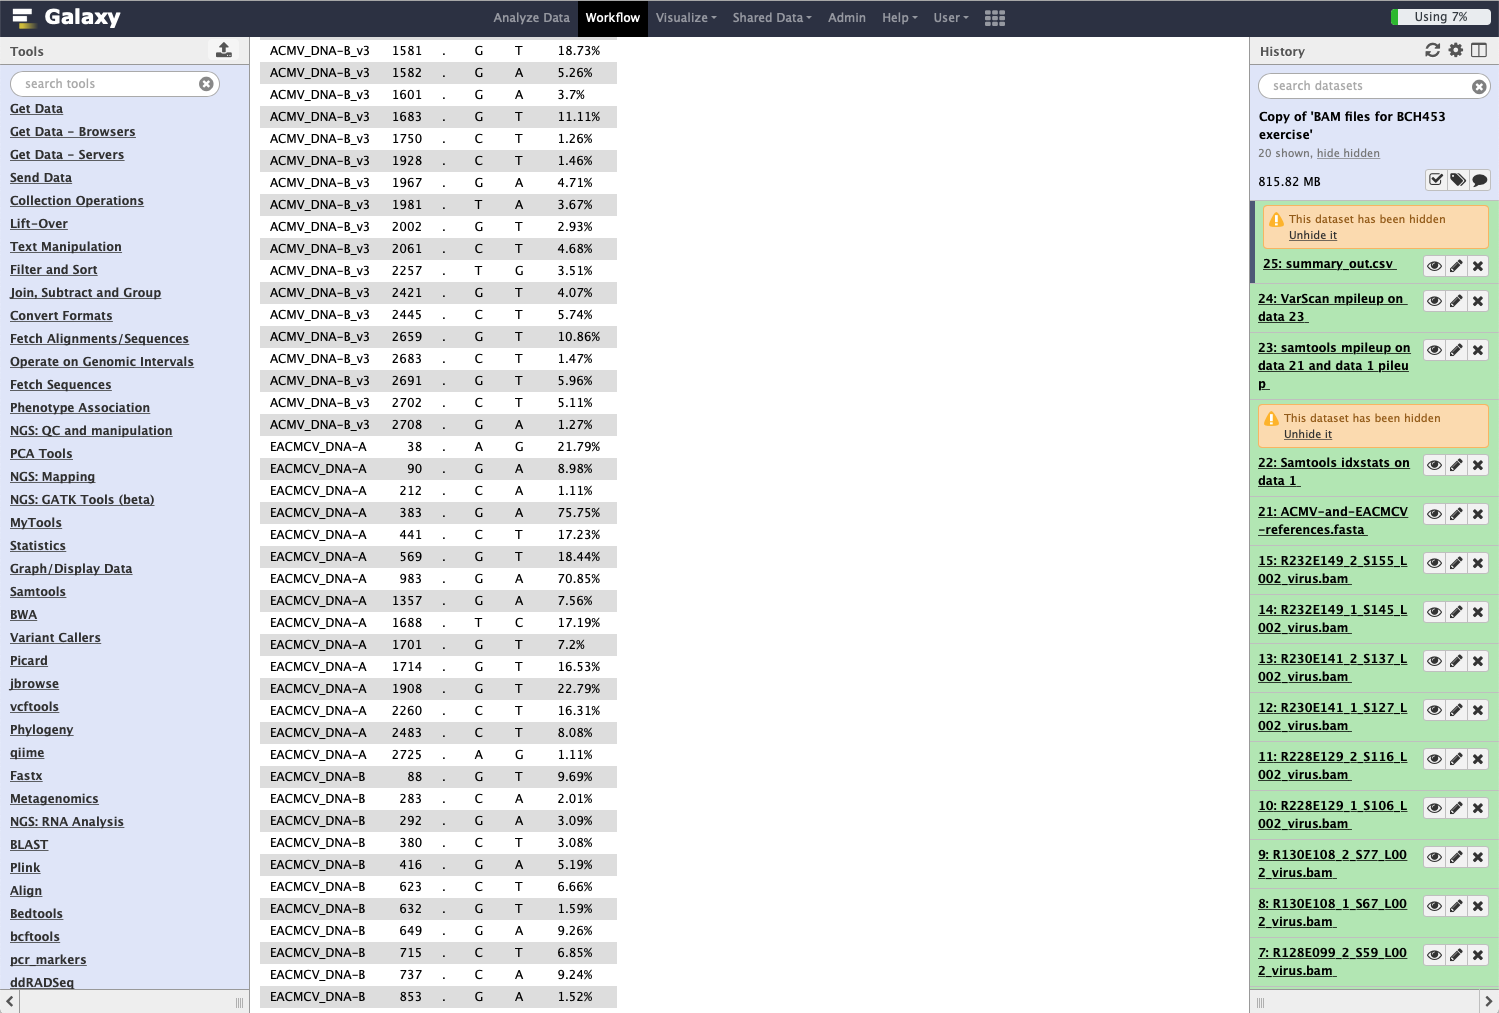 Galaxy
Analyze Data Workflow Visualize Shared Data Admin Help User
Using 7%
Tools
search tools
Get Data
Get Data - Browsers
Get Data - Servers
Send Data
Collection Operations
Lift-Over
Text Manipulation
Filter and Sort
Join, Subtract and Group
Convert Formats
Fetch Alignments/Sequences
Operate on Genomic Intervals
Fetch Sequences
Phenotype Association
NGS: QC and manipulation
PCA Tools
NGS: Mapping
NGS: GATK Tools (beta)
MyTools
Statistics
Graph/Display Data
Samtools
BWA
Variant Callers
Picard
jbrowse
vcftools
Phylogeny
qiime
Fastx
Metagenomics
NGS: RNA Analysis
BLAST
Plink
Align
Bedtools
bcftools
pcr_markers
ddRADSeq
ACMV_DNA-B_v3 1581 . G T 18.73%
ACMV_DNA-B_v3 1582 . G A 5.26%
ACMV_DNA-B_v3 1601 . G A 3.7%
ACMV_DNA-B_v3 1683 . G T 11.11%
ACMV_DNA-B_v3 1750 . C T 1.26%
ACMV_DNA-B_v3 1928 . C T 1.46%
ACMV_DNA-B_v3 1967 . G A 4.71%
ACMV_DNA-B_v3 1981 . T A 3.67%
ACMV_DNA-B_v3 2002 . G T 2.93%
ACMV_DNA-B_v3 2061 . C T 4.68%
ACMV_DNA-B_v3 2257 . T G 3.51%
ACMV_DNA-B_v3 2421 . G T 4.07%
ACMV_DNA-B_v3 2445 . C T 5.74%
ACMV_DNA-B_v3 2659 . G T 10.86%
ACMV_DNA-B_v3 2683 . C T 1.47%
ACMV_DNA-B_v3 2691 . G T 5.96%
ACMV_DNA-B_v3 2702 . C T 5.11%
ACMV_DNA-B_v3 2708 . G A 1.27%
EACMCV_DNA-A 38 . A G 21.79%
EACMCV_DNA-A 90 . G A 8.98%
EACMCV_DNA-A 212 . C A 1.11%
EACMCV_DNA-A 383 . G A 75.75%
EACMCV_DNA-A 441 . C T 17.23%
EACMCV_DNA-A 569 . G T 18.44%
EACMCV_DNA-A 983 . G A 70.85%
EACMCV_DNA-A 1357 . G A 7.56%
EACMCV_DNA-A 1688 . T C 17.19%
EACMCV_DNA-A 1701 . G T 7.2%
EACMCV_DNA-A 1714 . G T 16.53%
EACMCV_DNA-A 1908 . G T 22.79%
EACMCV_DNA-A 2260 . C T 16.31%
EACMCV_DNA-A 2483 . C T 8.08%
EACMCV_DNA-A 2725 . A G 1.11%
EACMCV_DNA-B 88 . G T 9.69%
EACMCV_DNA-B 283 . C A 2.01%
EACMCV_DNA-B 292 . G A 3.09%
EACMCV_DNA-B 380 . C T 3.08%
EACMCV_DNA-B 416 . G A 5.19%
EACMCV_DNA-B 623 . C T 6.66%
EACMCV_DNA-B 632 . G T 1.59%
EACMCV_DNA-B 649 . G A 9.26%
EACMCV_DNA-B 715 . C T 6.85%
EACMCV_DNA-B 737 . C A 9.24%
EACMCV_DNA-B 853 . G A 1.52%
History
search datasets
Copy of 'BAM files for BCH453
exercise'
20 shown, hide hidden
815.82 MB
This dataset has been hidden
Unhide it
25: summary_out.csv
24: VarScan mpileup on
data 23
23: samtools mpileup on
data 21 and data 1 pileu
p
This dataset has been hidden
Unhide it
22: Samtools idxstats on
data 1
21: ACMV-and-EACMCV
-references.fasta
15: R232E149_2_S155_L
002_virus.bam
14: R232E149_1_S145_L
002_virus.bam
13: R230E141_2_S137_L
002_virus.bam
12: R230E141_1_S127_L
002_virus.bam
11: R228E129_2_S116_L
002_virus.bam
10: R228E129_1_S106_L
002_virus.bam
9: R130E108_2_S77_L00
2_virus.bam
8: R130E108_1_S67_L00
2_virus.bam
7: R128E099_2_S59_L00
2_virus.bam